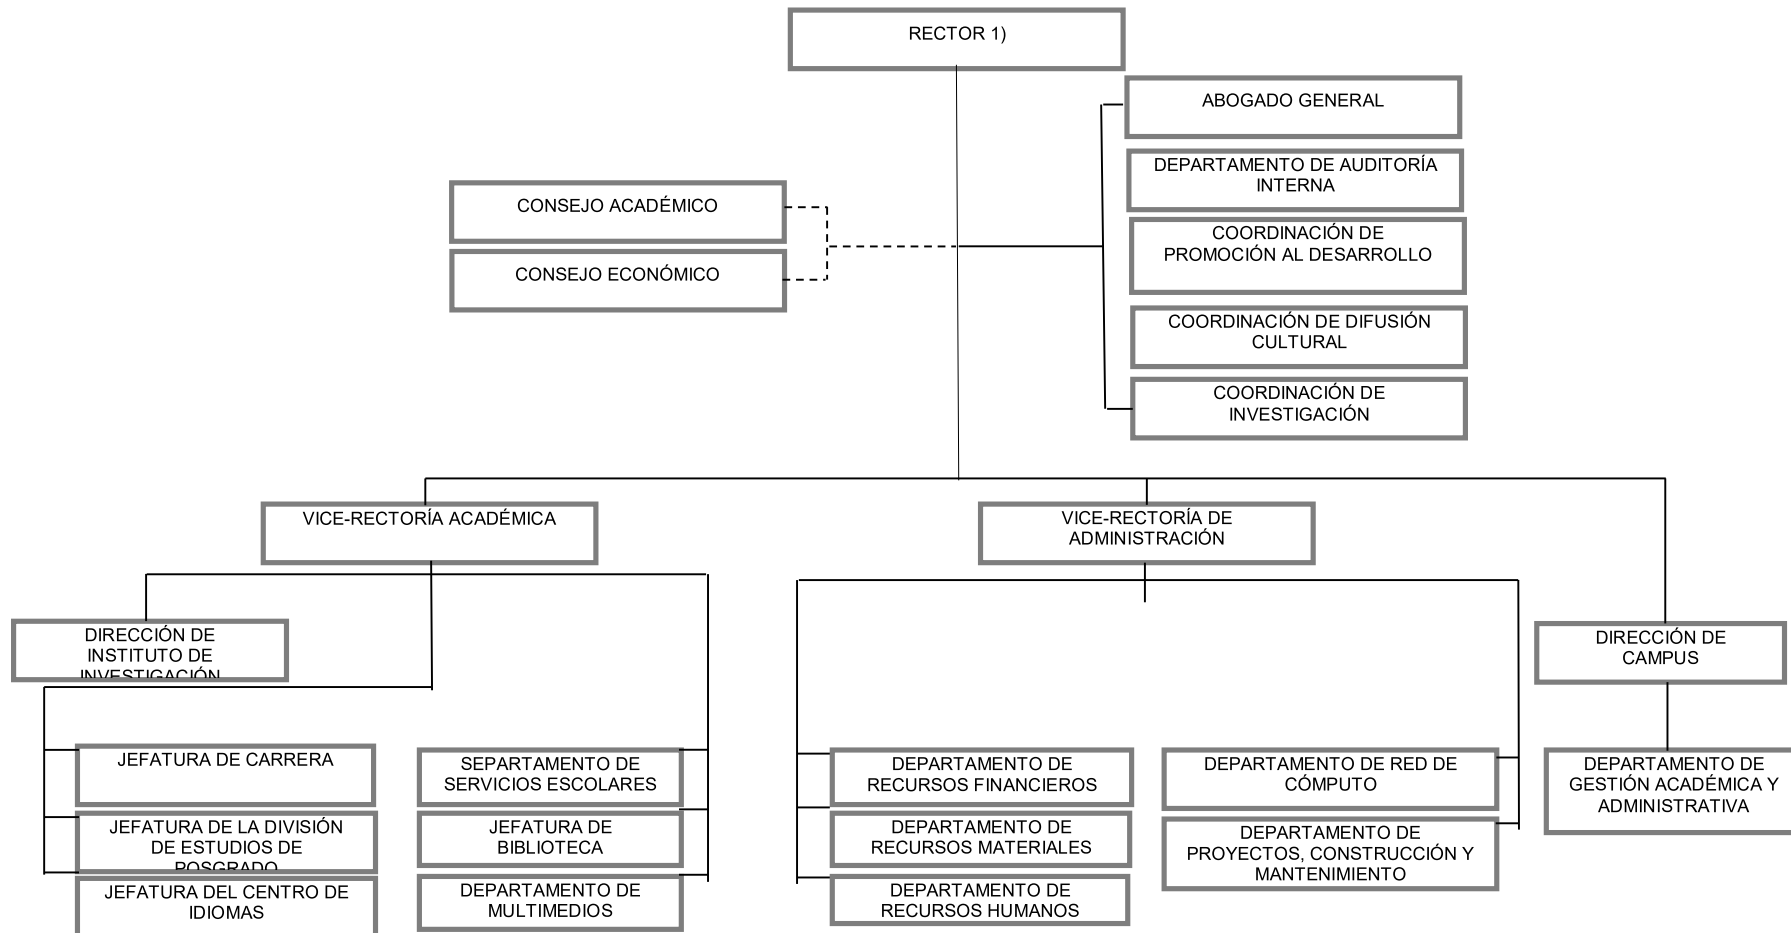 RECTOR 1)
ABOGADO GENERAL
DEPARTAMENTO DE AUDITORÍA
INTERNA
CONSEJO ACADÉMICO
CONSEJO ECONÓMICO
COORDINACIÓN DE
PROMOCIÓN AL DESARROLLO
COORDINACIÓN DE DIFUSIÓN
CULTURAL
COORDINACIÓN DE
INVESTIGACIÓN
VICE-RECTORÍA ACADÉMICA
VICE-RECTORÍA DE
ADMINISTRACIÓN
DIRECCIÓN DE
INSTITUTO DE
INVESTIGACIÓN
DIRECCIÓN DE
CAMPUS
JEFATURA DE CARRERA
SEPARTAMENTO DE
SERVICIOS ESCOLARES
DEPARTAMENTO DE
RECURSOS FINANCIEROS
DEPARTAMENTO DE RED DE
CÓMPUTO
DEPARTAMENTO DE
GESTIÓN ACADÉMICA Y
ADMINISTRATIVA
JEFATURA DE LA DIVISIÓN
DE ESTUDIOS DE
POSGRADO
JEFATURA DE
BIBLIOTECA
DEPARTAMENTO DE
RECURSOS MATERIALES
DEPARTAMENTO DE
PROYECTOS, CONSTRUCCIÓN Y
MANTENIMIENTO
JEFATURA DEL CENTRO DE
IDIOMAS
DEPARTAMENTO DE
MULTIMEDIOS
DEPARTAMENTO DE
RECURSOS HUMANOS